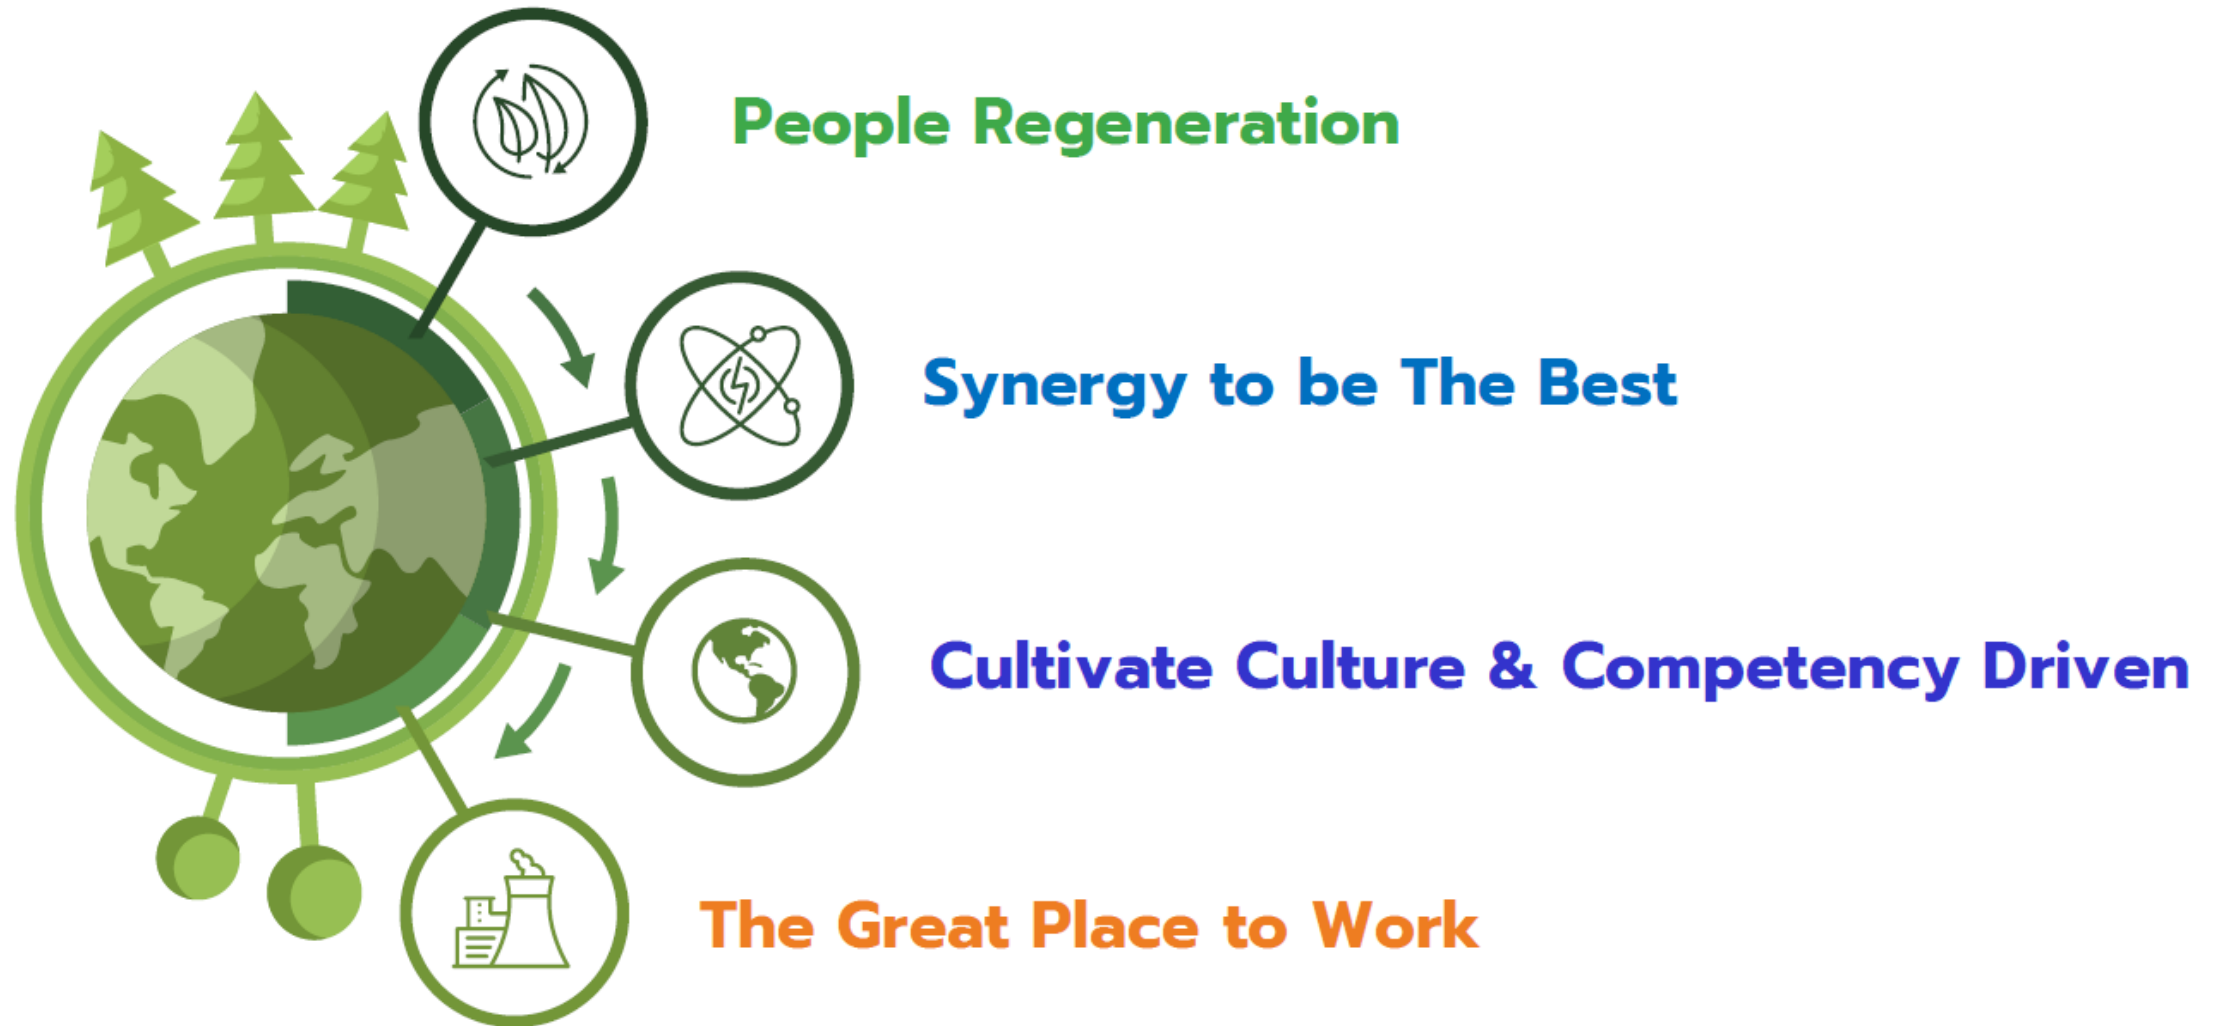 People Regeneration
Synergy to be The Best
Cultivate Culture & Competency Driven
The Great Place to Work